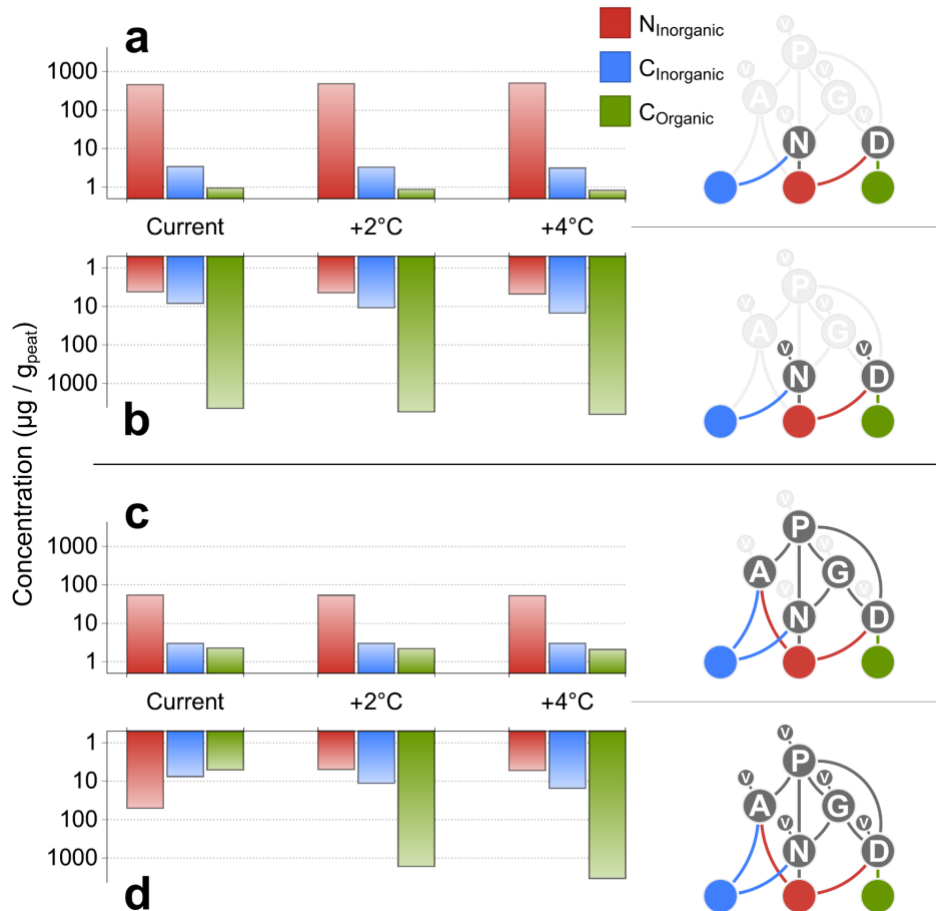 a
N Inorganic
C Inorganic
C Organic
1000
100
10
1
Current +2°C +4°C
1
10
100
1000
b
Concentration (µg / g peat)
V
P
V V
A G
V V
N D
V
P
V V
A G
V V
N D
c
1000
100
10
1
Current +2°C +4°C
1
10
100
1000
d
V
P
V V
A G
V V
N D
V
P
V V
A G
V V
N D